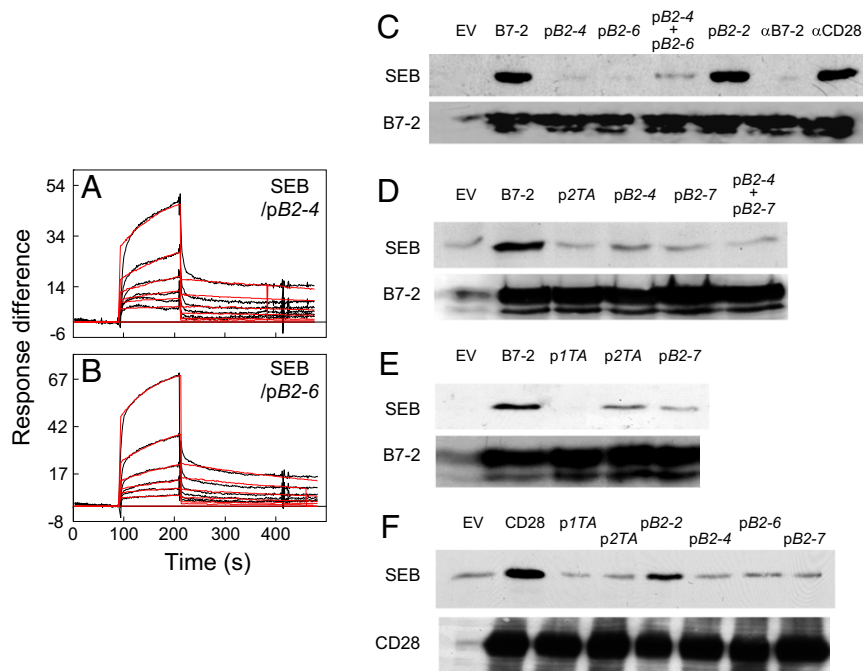 A
SEB
/pB2-4
54
34
14
-6
B
SEB
/pB2-6
67
42
17
-8
0 100 200 400
Response difference
Time (s)
C
EV B7-2 pB2-4 pB2-6 pB2-4 + pB2-6 pB2-2 αB7-2 αCD28
SEB
B7-2
D
EV B7-2 p2TA pB2-4 pB2-7 pB2-4 + pB2-7
SEB
B7-2
E
EV B7-2 p1TA p2TA pB2-7
SEB
B7-2
F
EV CD28 p1TA p2TA pB2-2 pB2-4 pB2-6 pB2-7
SEB
CD28